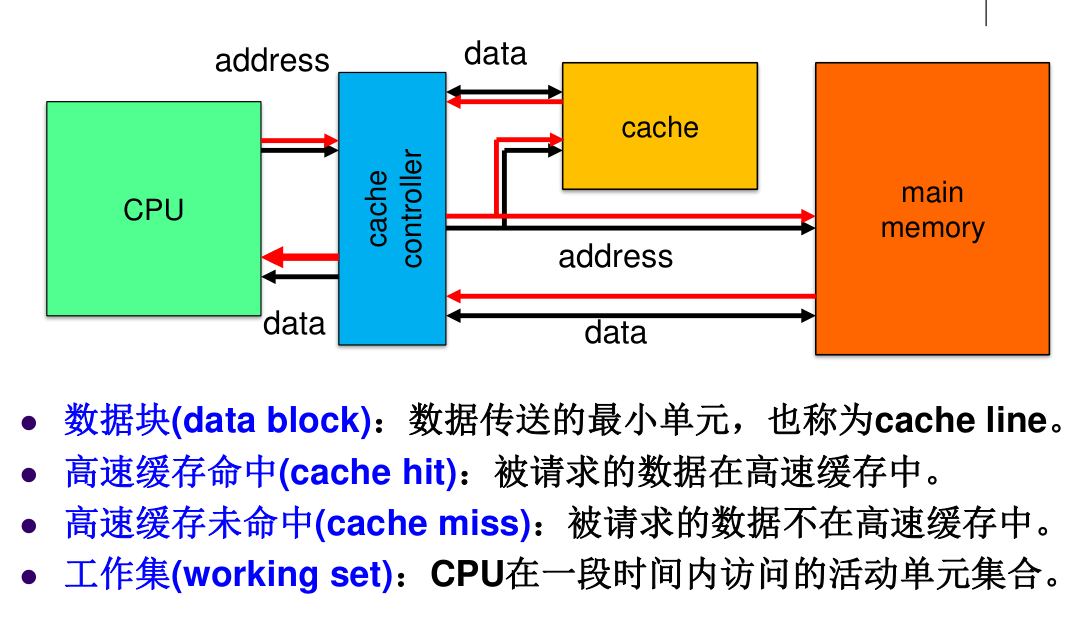 address
data
CPU
cache
controller
cache
main
memory
address
data
data
数据块(data block)：数据传送的最小单元，也称为cache line。
高速缓存命中(cache hit)：被请求的数据在高速缓存中。
高速缓存未命中(cache miss)：被请求的数据不在高速缓存中。
工作集(working set)：CPU在一段时间内访问的活动单元集合。